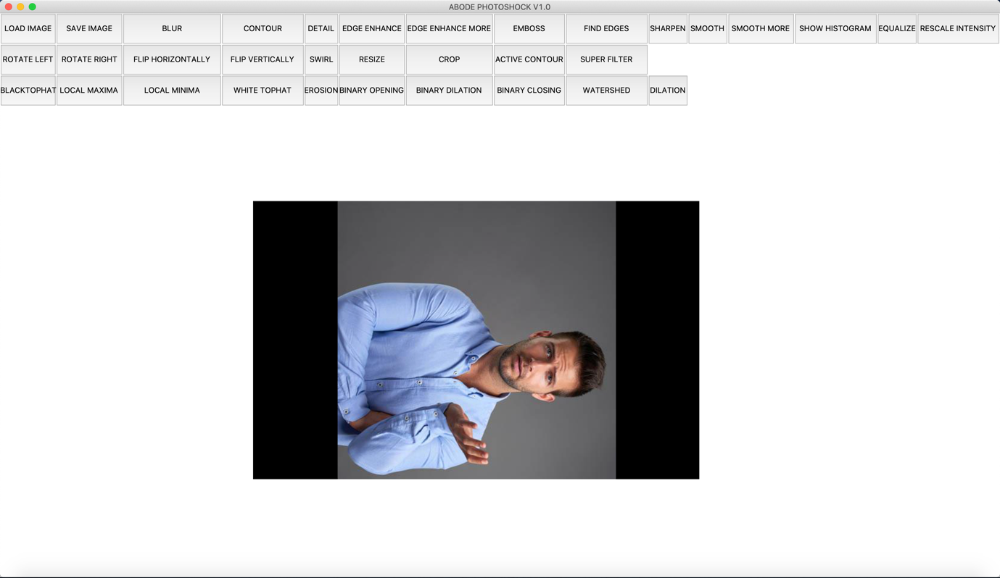 ABODE PHOTOSHOCK V1.0
LOAD IMAGE SAVE IMAGE BLUR CONTOUR DETAIL EDGE ENHANCE EDGE ENHANCE MORE EMBOSS FIND EDGES SHARPEN SMOOTH SMOOTH MORE SHOW HISTOGRAM EQUALIZE RESCALE INTENSITY
ROTATE LEFT ROTATE RIGHT FLIP HORIZONTALLY FLIP VERTICALLY SWIRL RESIZE CROP ACTIVE CONTOUR SUPER FILTER
BLACKTOPHAT LOCAL MAXIMA LOCAL MINIMA WHITE TOPHAT EROSION BINARY OPENING BINARY DILATION BINARY CLOSING WATERSHED DILATION